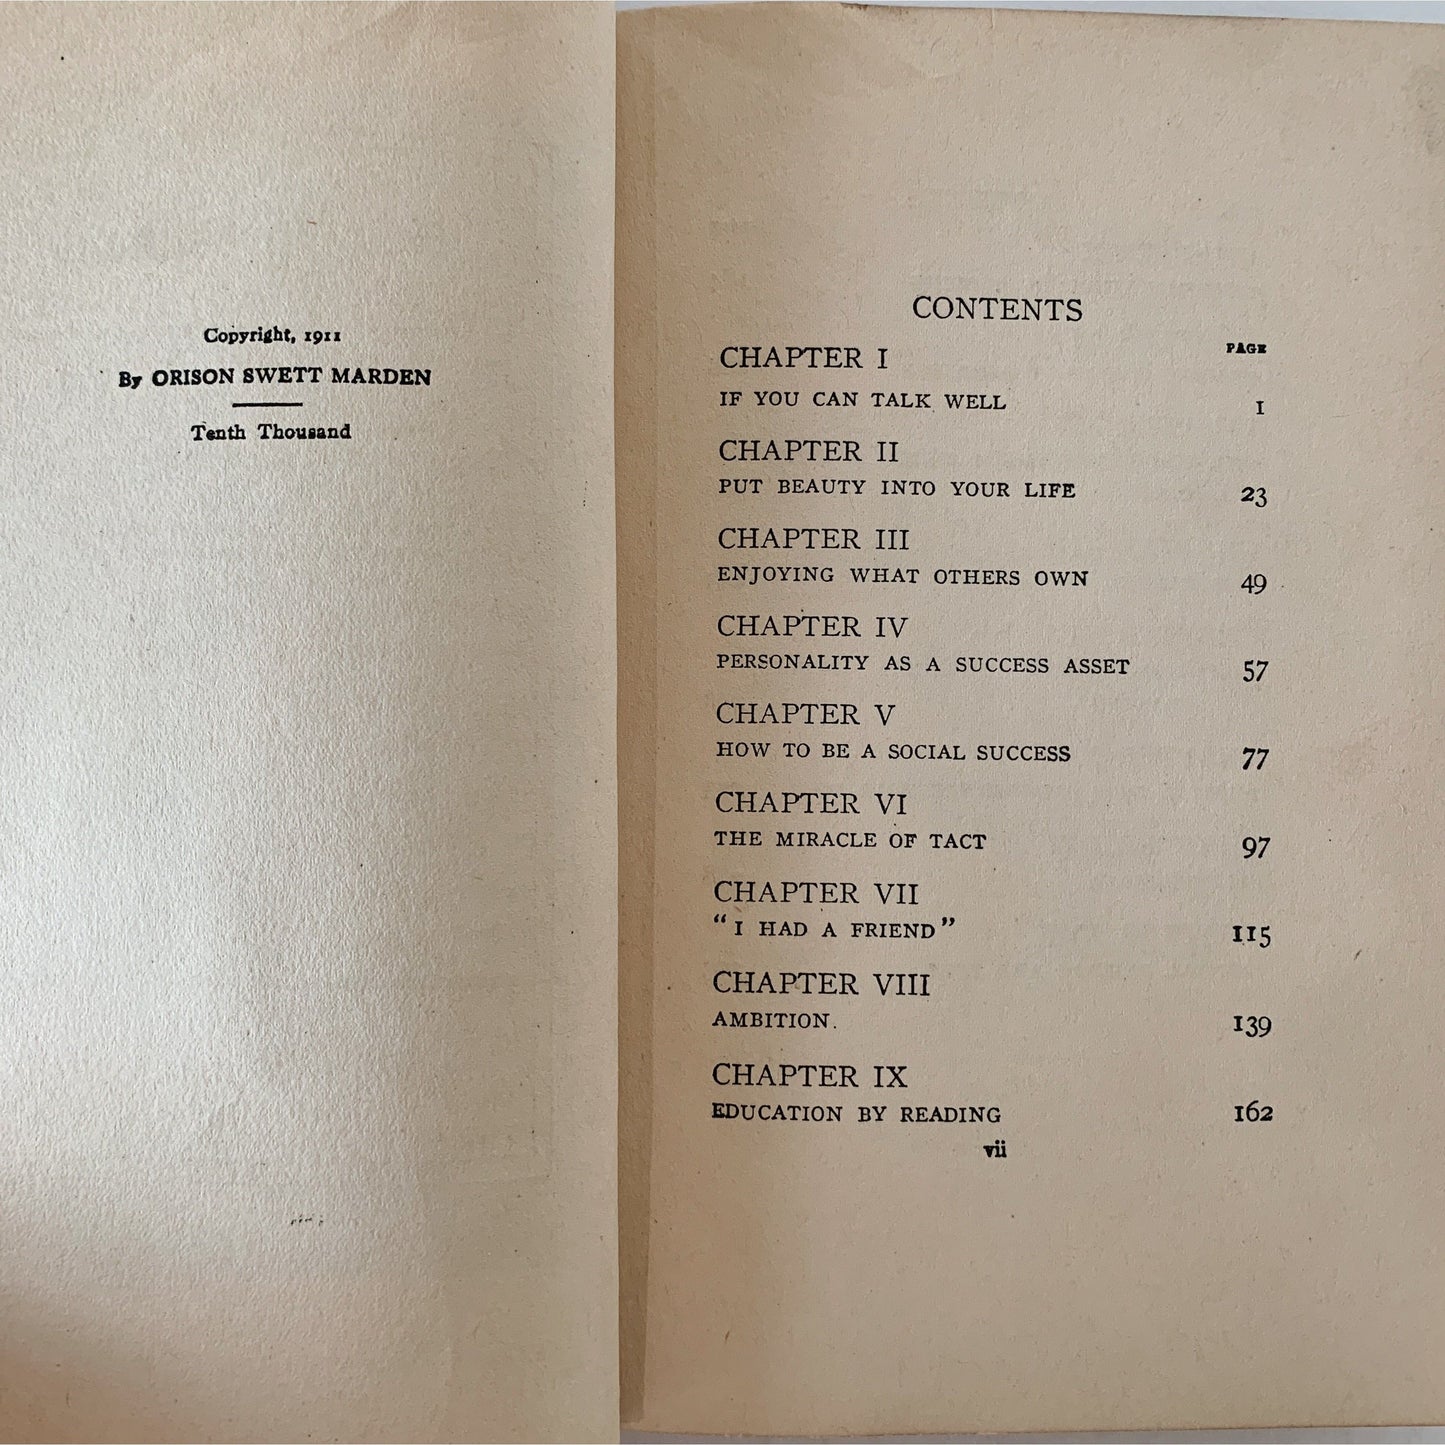 Copyright, 1911
By ORISON SWETT MARDEN
Tenth Thousand
CONTENTS
PAGE
CHAPTER I
IF YOU CAN TALK WELL 1
CHAPTER II
PUT BEAUTY INTO YOUR LIFE 23
CHAPTER III
ENJOYING WHAT OTHERS OWN 49
CHAPTER IV
PERSONALITY AS A SUCCESS ASSET 57
CHAPTER V
HOW TO BE A SOCIAL SUCCESS 77
CHAPTER VI
THE MIRACLE OF TACT 97
CHAPTER VII
"I HAD A FRIEND" 115
CHAPTER VIII
AMBITION. 139
CHAPTER IX
EDUCATION BY READING 162
vii